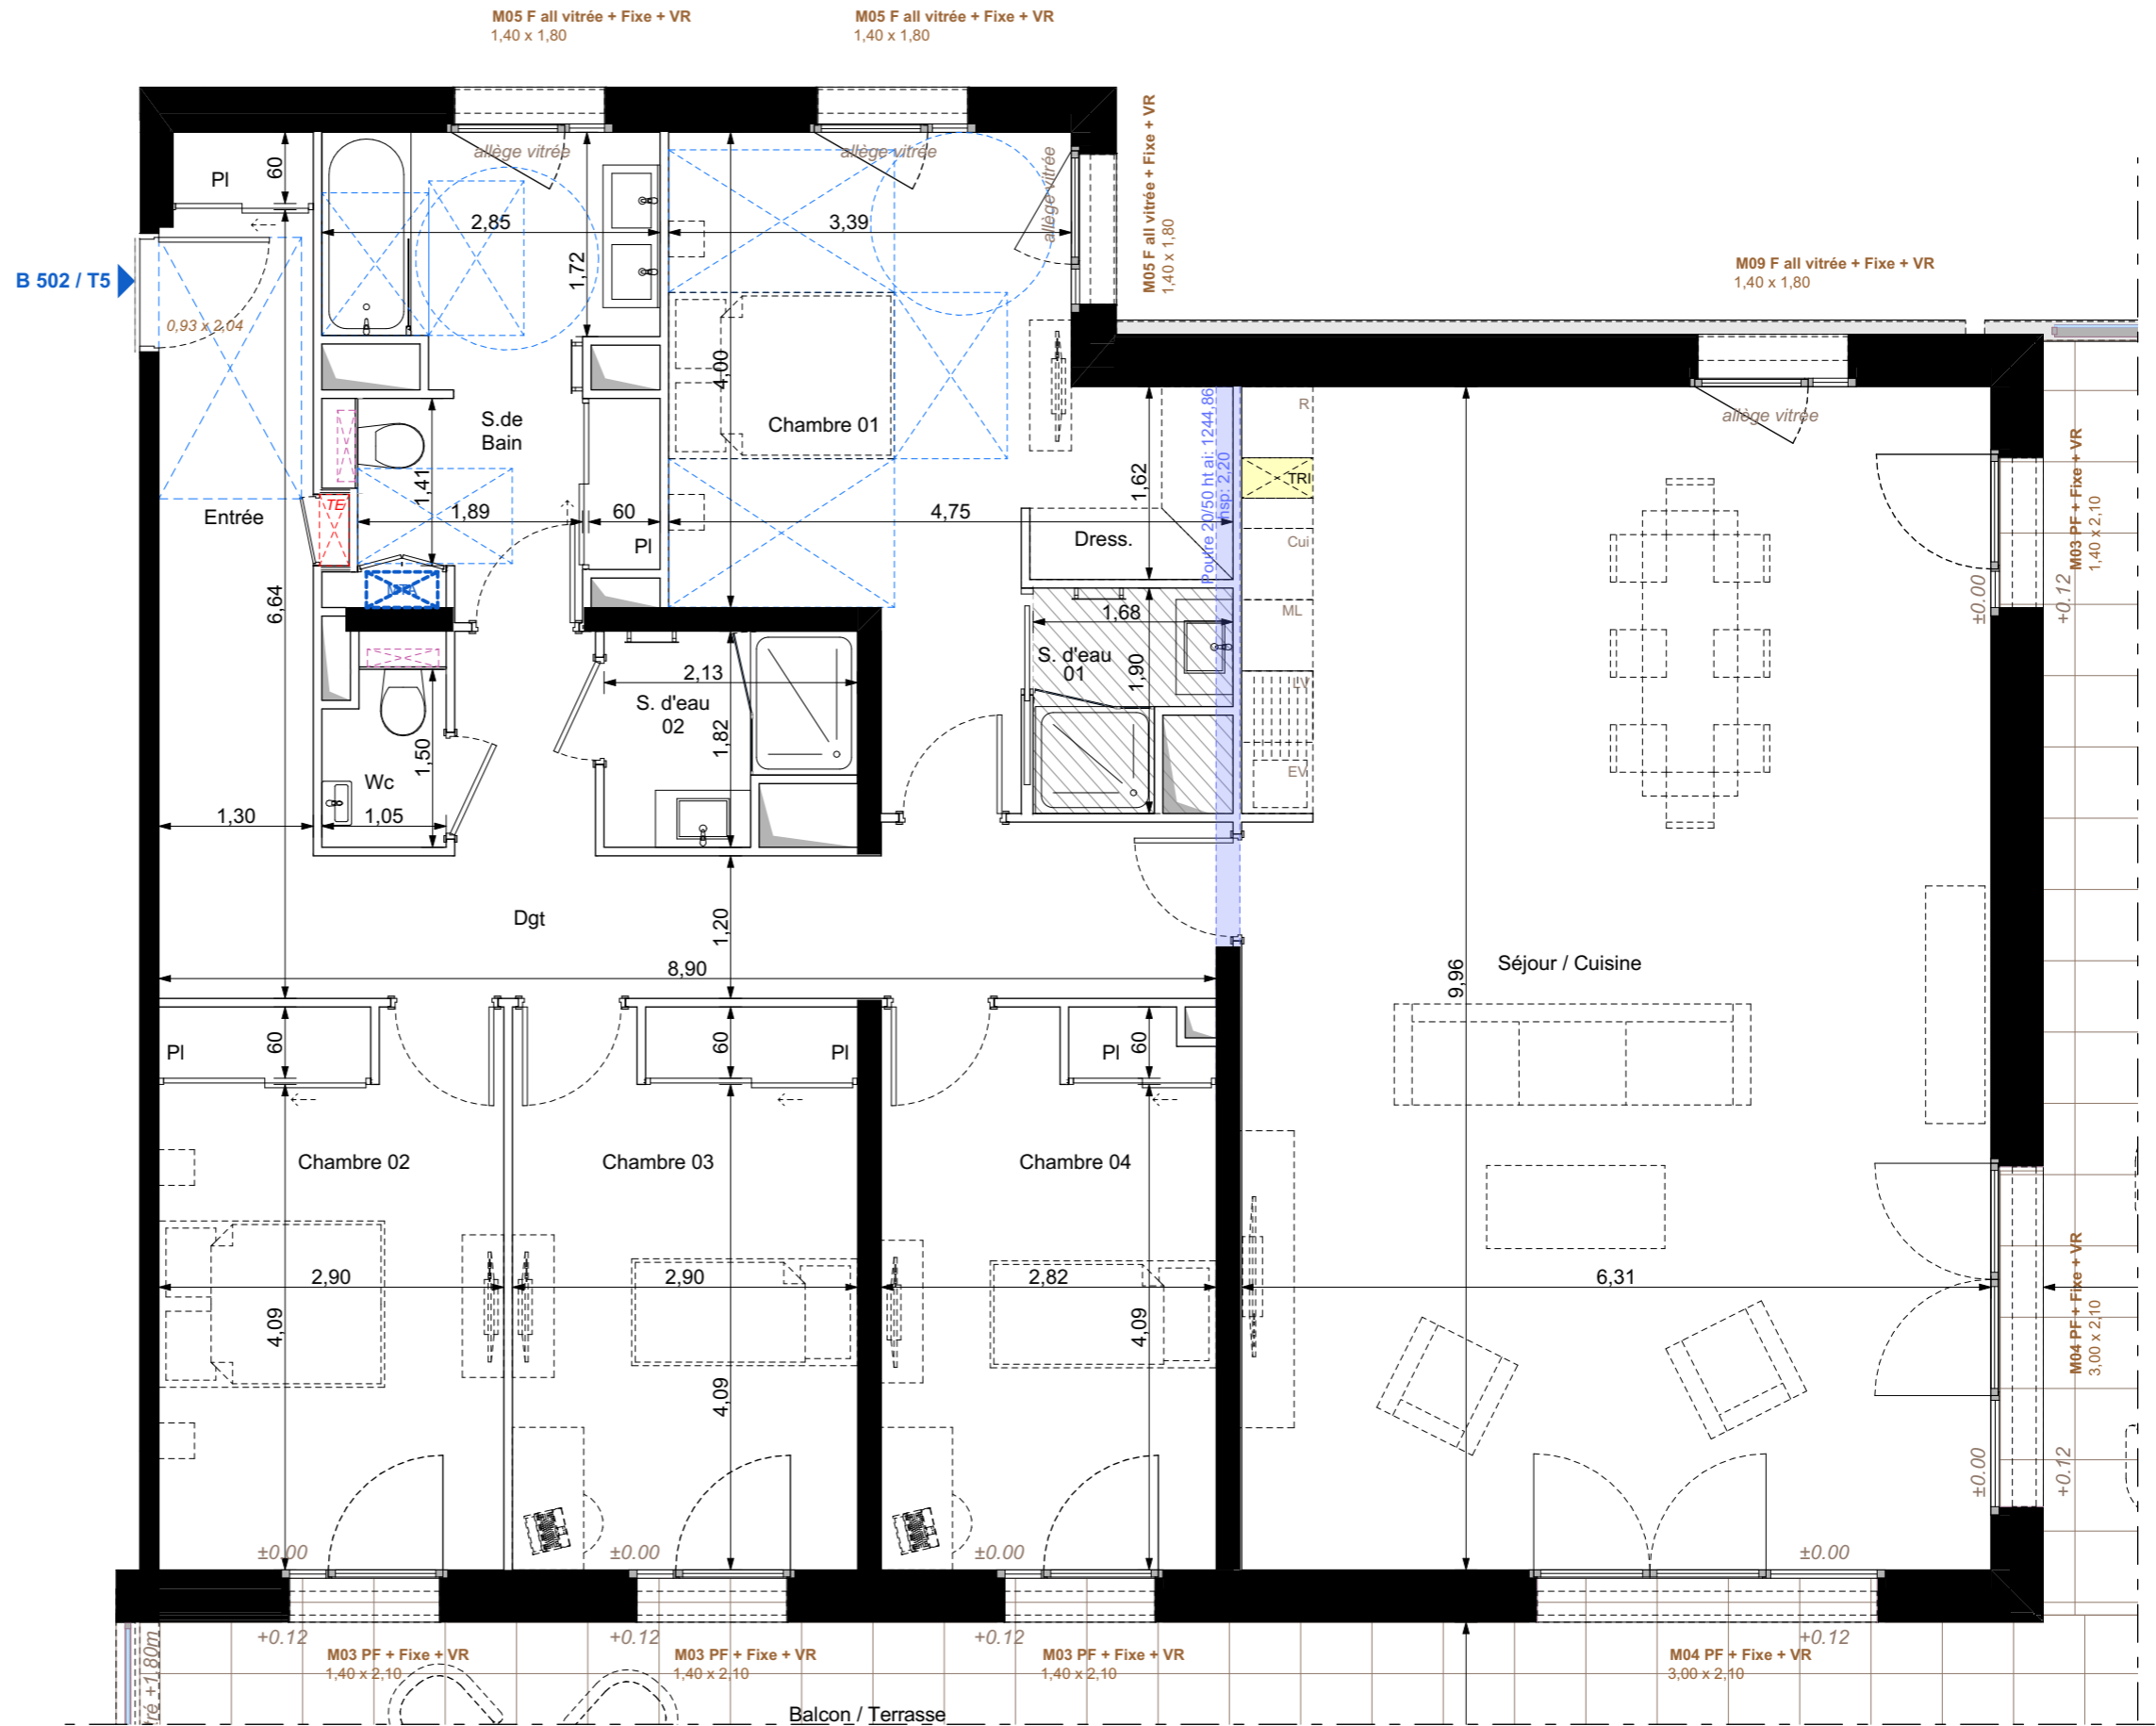 M05 F all vitrée + Fixe + VR
1,40 x 1,80
M05 F all vitrée + Fixe + VR
1,40 x 1,80
M05 F all vitrée + Fixe + VR
1,40 x 1,80
M09 F all vitrée + Fixe + VR
1,40 x 1,80
allège vitrée
allège vitrée
allège vitrée
allège vitrée
Pl
60
2,85
1,72
3,39
B 502 / T5
0,93 x 2,04
4,00
Chambre 01
S.de
Bain
1,41
1,89
60
Pl
4,75
1,62
Dress.
Poutre 20/50 ht ai: 1244,86
hsp: 2,20
R
TRI
Cui
ML
LV
EV
Entrée
TE
MTA
6,64
M03 PF + Fixe + VR
1,40 x 2,10
±0.00
+0.12
1,68
S. d'eau
01
1,90
2,13
S. d'eau
02
1,82
1,50
Wc
1,05
1,30
Dgt
1,20
8,90
Séjour / Cuisine
9,96
Pl
60
60
Pl
Pl
60
Chambre 02
Chambre 03
Chambre 04
2,90
2,90
2,82
6,31
4,09
4,09
4,09
M04 PF + Fixe + VR
3,00 x 2,10
±0.00
+0.12
±0.00
±0.00
±0.00
±0.00
+0.12
+0.12
+0.12
+0.12
M03 PF + Fixe + VR
1,40 x 2,10
M03 PF + Fixe + VR
1,40 x 2,10
M03 PF + Fixe + VR
1,40 x 2,10
M04 PF + Fixe + VR
3,00 x 2,10
ré +1,80m
Balcon / Terrasse